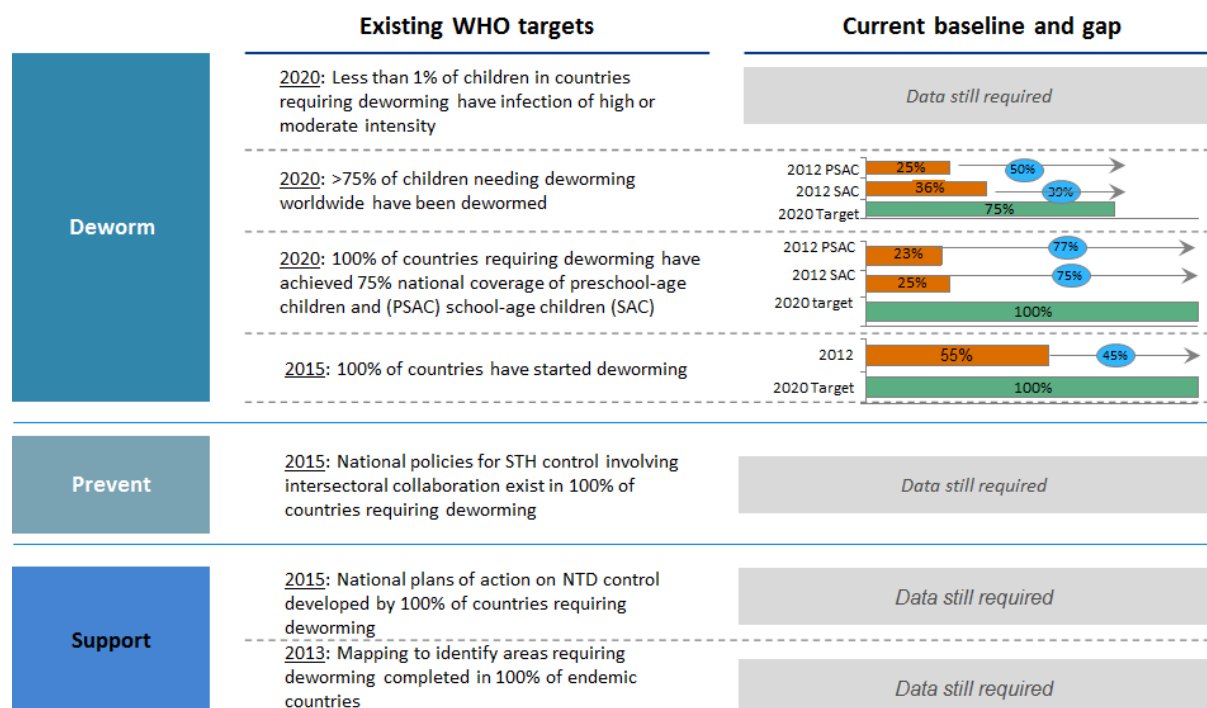 Existing WHO targets
Current baseline and gap
Deworm
2020: Less than 1% of children in countries
requiring deworming have infection of high or
moderate intensity
Data still required
2020: >75% of children needing deworming
worldwide have been dewormed
2012 PSAC
25%
50%
2012 SAC
36%
39%
2020 Target
75%
2020: 100% of countries requiring deworming have
achieved 75% national coverage of preschool-age
children and (PSAC) school-age children (SAC)
2012 PSAC
23%
77%
2012 SAC
25%
75%
2020 target
100%
2015: 100% of countries have started deworming
2012
55%
45%
2020 Target
100%
Prevent
2015: National policies for STH control involving
intersectoral collaboration exist in 100% of
countries requiring deworming
Data still required
Support
2015: National plans of action on NTD control
developed by 100% of countries requiring
deworming
Data still required
2013: Mapping to identify areas requiring
deworming completed in 100% of endemic
countries
Data still required